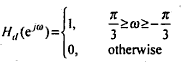 H_d(e^{jω}) = { 1, π/3 ≥ ω ≥ -π/3
0, otherwise